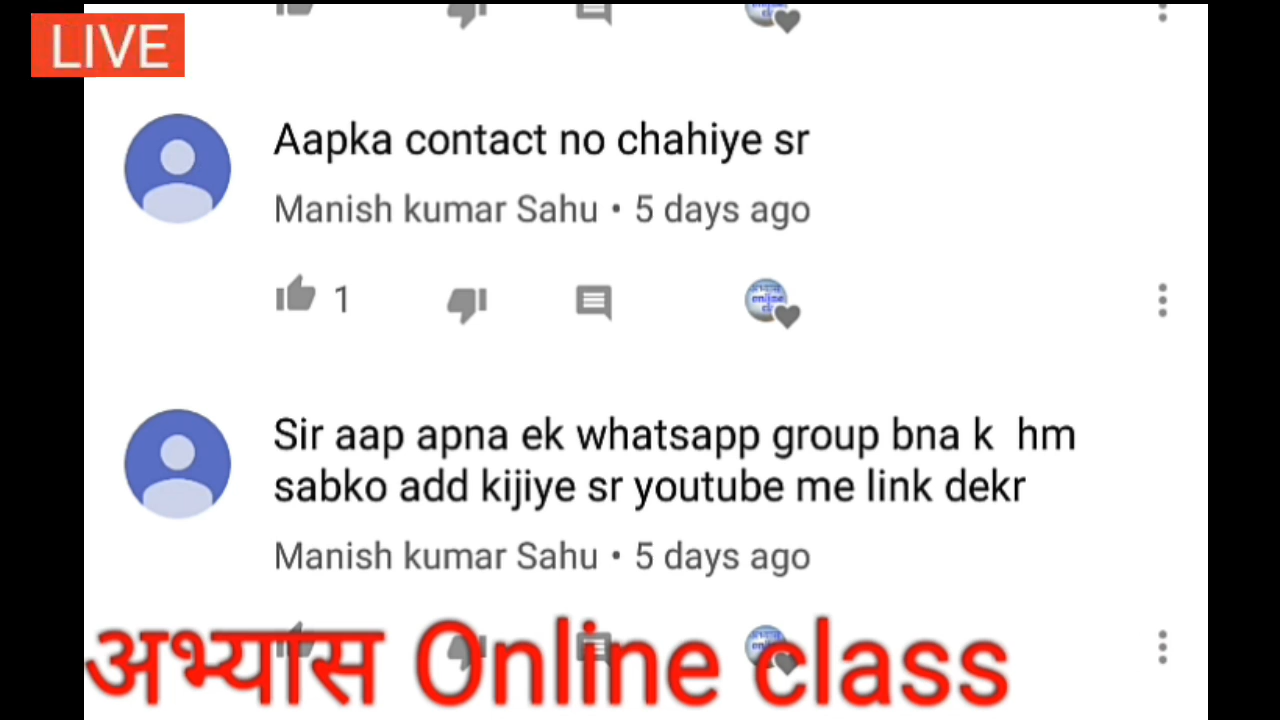 LIVE
Aapka contact no chahiye sr
Manish kumar Sahu • 5 days ago
1
Sir aap apna ek whatsapp group bna k hm
sabko add kijiye sr youtube me link dekr
Manish kumar Sahu • 5 days ago
अभ्यास Online class